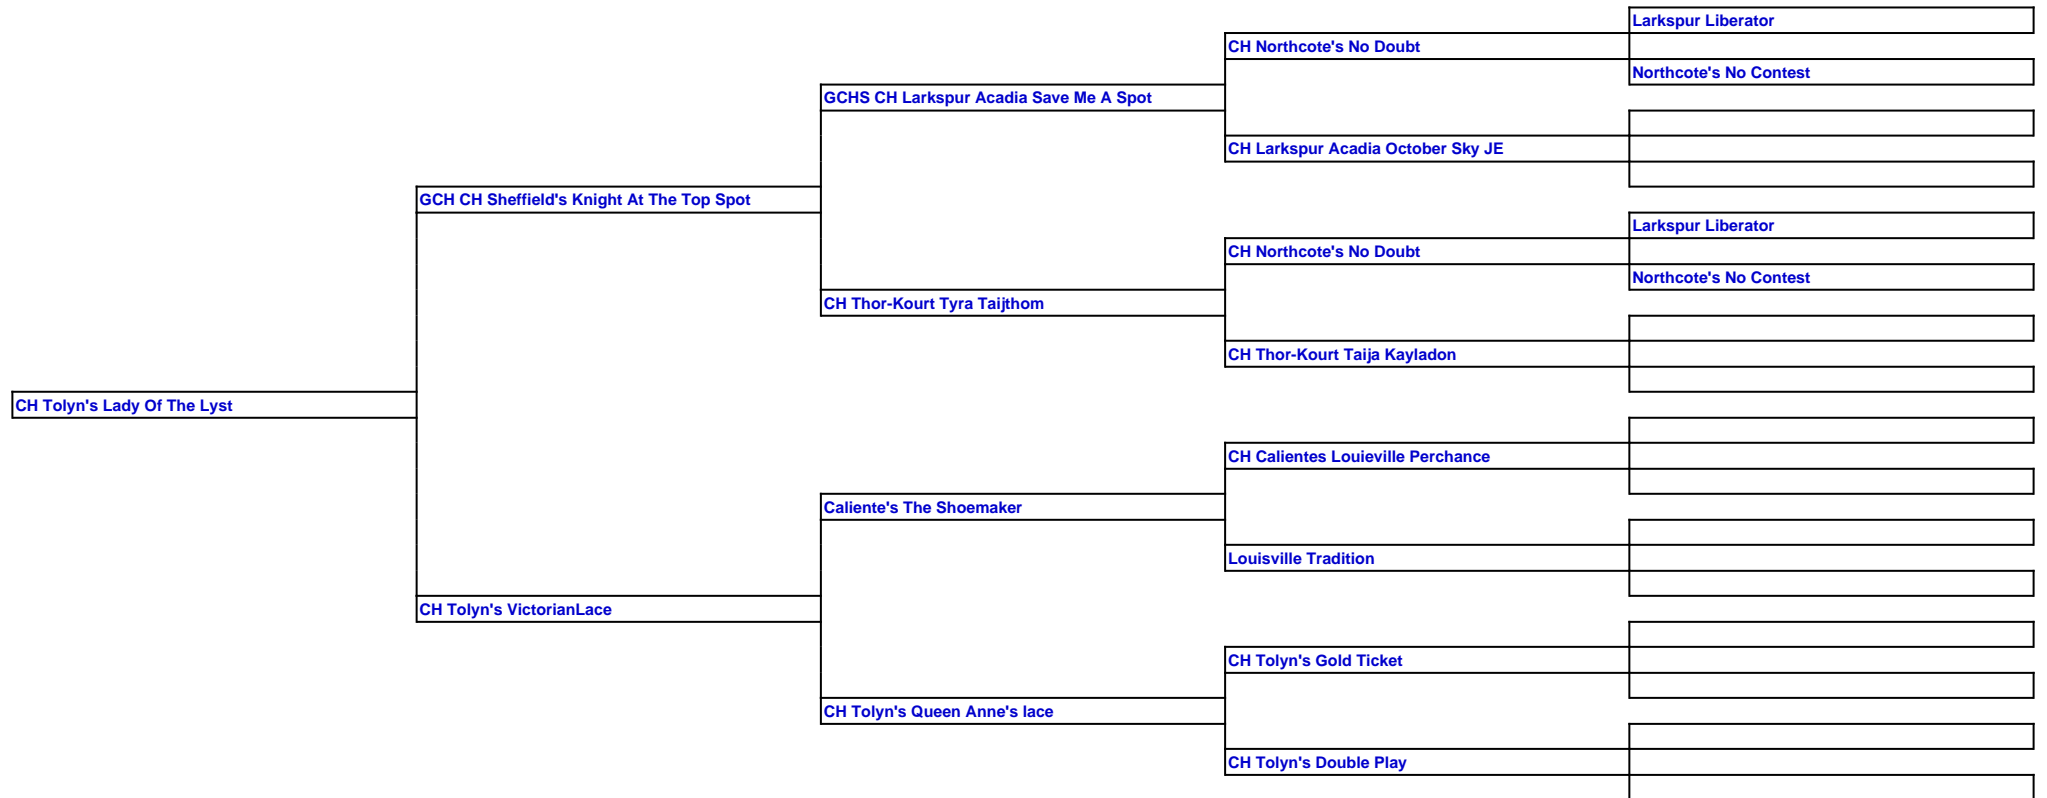 Larkspur Liberator
CH Northcote's No Doubt
Northcote's No Contest
GCHS CH Larkspur Acadia Save Me A Spot
CH Larkspur Acadia October Sky JE
GCH CH Sheffield's Knight At The Top Spot
Larkspur Liberator
CH Northcote's No Doubt
Northcote's No Contest
CH Thor-Kourt Tyra Taijthom
CH Thor-Kourt Taija Kayladon
CH Tolyn's Lady Of The Lyst
CH Calientes Louieville Perchance
Caliente's The Shoemaker
Louisville Tradition
CH Tolyn's VictorianLace
CH Tolyn's Gold Ticket
CH Tolyn's Queen Anne's lace
CH Tolyn's Double Play